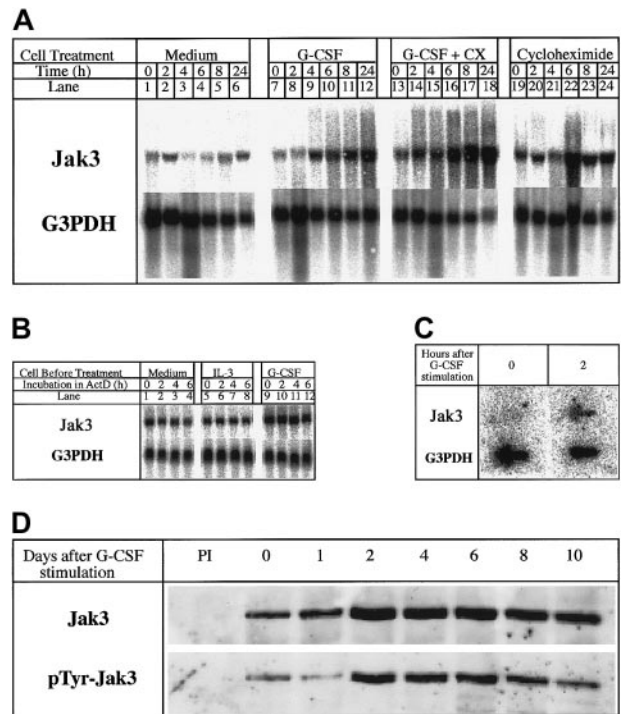 A
Cell Treatment Medium G-CSF G-CSF + CX Cycloheximide
Time (h) 0 2 4 6 8 24 0 2 4 6 8 24 0 2 4 6 8 24 0 2 4 6 8 24
Lane 1 2 3 4 5 6 7 8 9 10 11 12 13 14 15 16 17 18 19 20 21 22 23 24
Jak3
G3PDH
B
Cell Before Treatment Medium IL-3 G-CSF
Incubation in ActD (h) 0 2 4 6 0 2 4 6 0 2 4 6
Lane 1 2 3 4 5 6 7 8 9 10 11 12
Jak3
G3PDH
C
Hours after
G-CSF
stimulation
0 2
Jak3
G3PDH
D
Days after G-CSF
stimulation
PI 0 1 2 4 6 8 10
Jak3
pTyr-Jak3